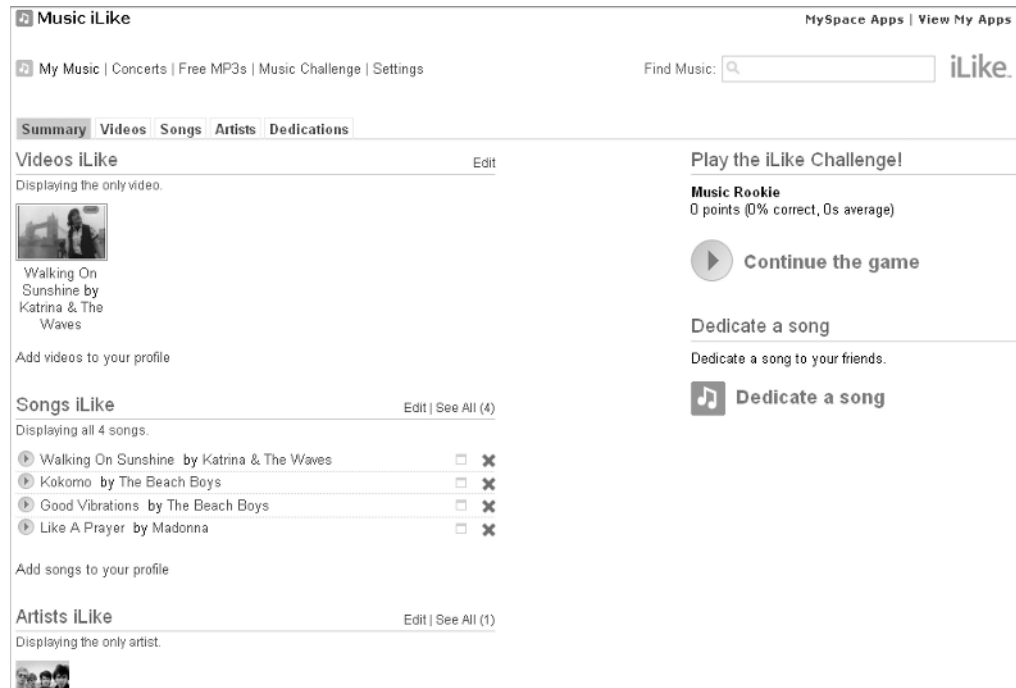 Music iLike
MySpace Apps | View My Apps
My Music | Concerts | Free MP3s | Music Challenge | Settings
Find Music:
iLike.
Summary Videos Songs Artists Dedications
Videos iLike
Edit
Displaying the only video.
Walking On
Sunshine by
Katrina & The
Waves
Add videos to your profile
Songs iLike
Edit | See All (4)
Displaying all 4 songs.
Walking On Sunshine by Katrina & The Waves
Kokomo by The Beach Boys
Good Vibrations by The Beach Boys
Like A Prayer by Madonna
Add songs to your profile
Artists iLike
Edit | See All (1)
Displaying the only artist.
Play the iLike Challenge!
Music Rookie
0 points (0% correct, 0s average)
Continue the game
Dedicate a song
Dedicate a song to your friends.
Dedicate a song